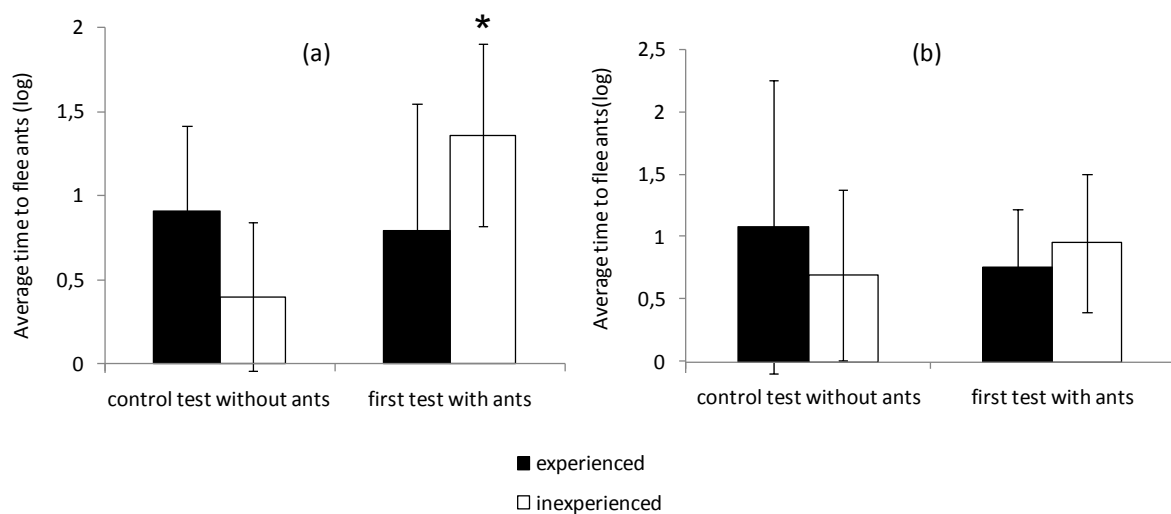 (a)
*
Average time to flee ants (log)
2
1,5
1
0,5
0
control test without ants
first test with ants
(b)
Average time to flee ants(log)
2,5
2
1,5
1
0,5
0
control test without ants
first test with ants
experienced
inexperienced